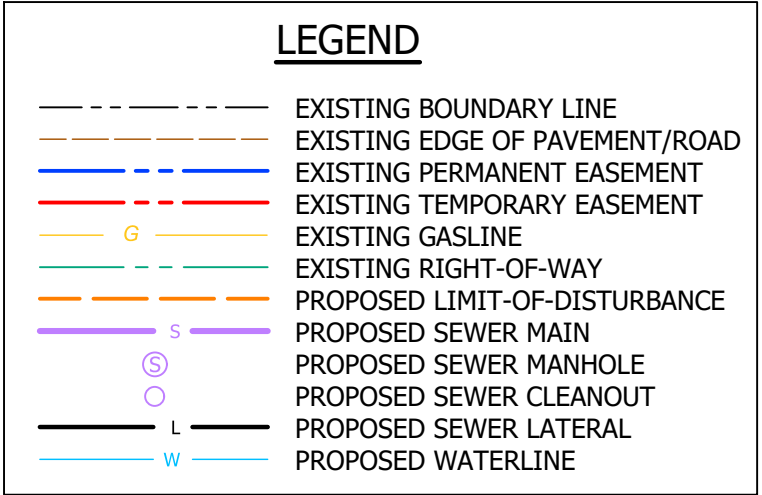 LEGEND
EXISTING BOUNDARY LINE
EXISTING EDGE OF PAVEMENT/ROAD
EXISTING PERMANENT EASEMENT
EXISTING TEMPORARY EASEMENT
G EXISTING GASLINE
EXISTING RIGHT-OF-WAY
PROPOSED LIMIT-OF-DISTURBANCE
S PROPOSED SEWER MAIN
S PROPOSED SEWER MANHOLE
PROPOSED SEWER CLEANOUT
L PROPOSED SEWER LATERAL
W PROPOSED WATERLINE